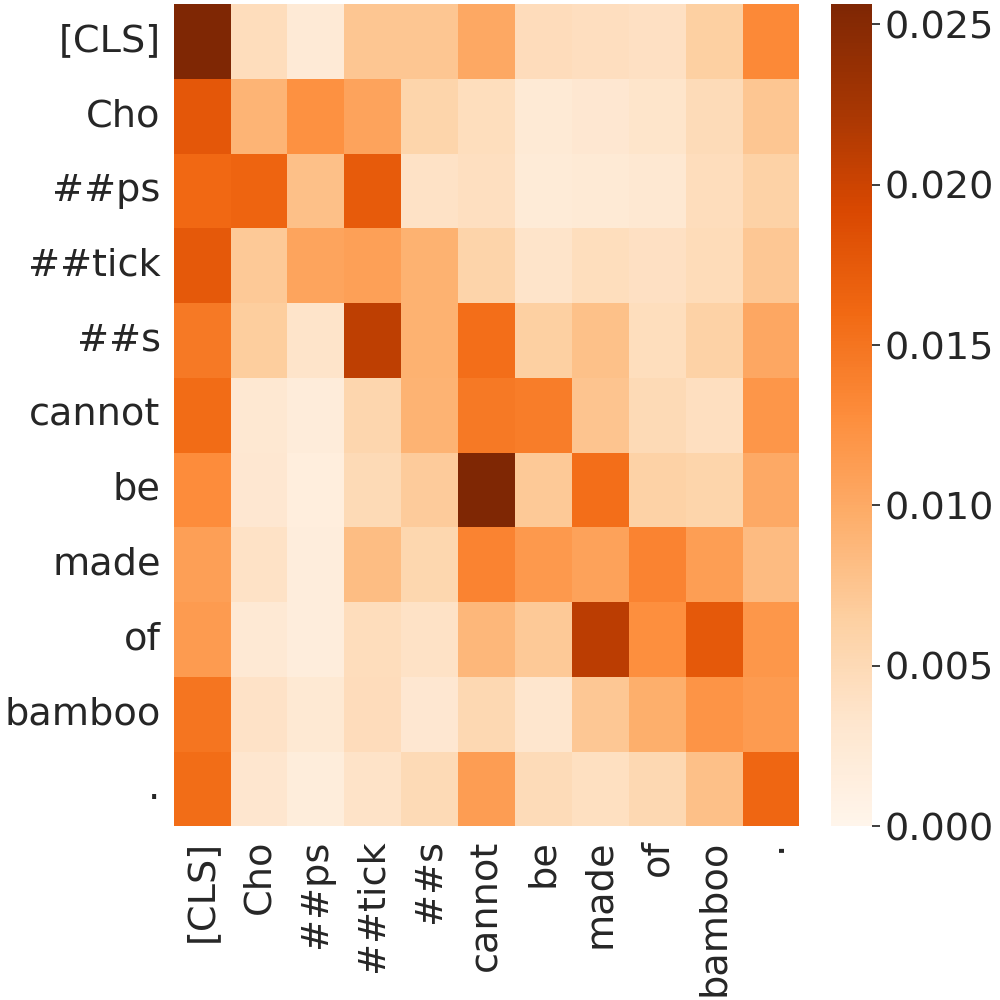 [CLS]
Cho
##ps
##tick
##s
cannot
be
made
of
bamboo
.
[CLS]
Cho
##ps
##tick
##s
cannot
be
made
of
bamboo
.
0.025
0.020
0.015
0.010
0.005
0.000